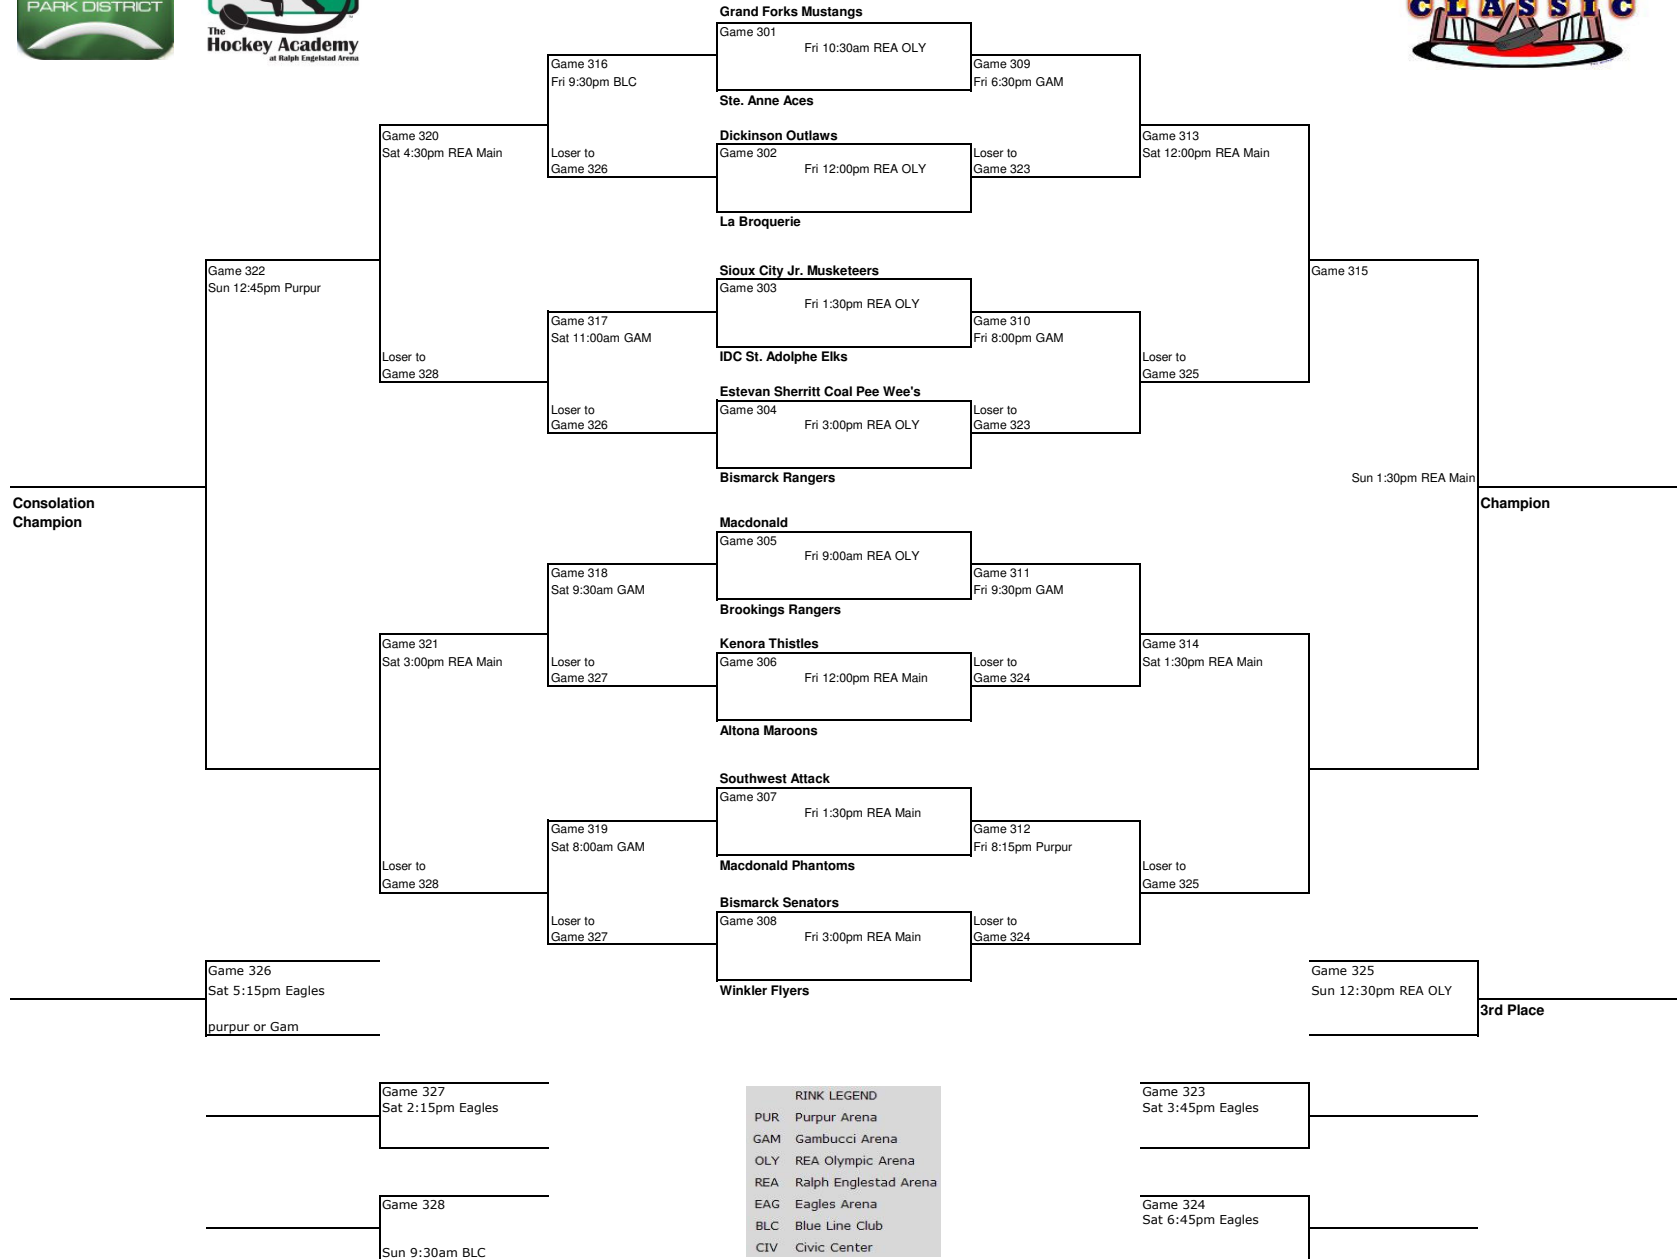 PARK DISTRICT
The
Hockey Academy
at Ralph Engelstad Arena
CLASSIC
Grand Forks Mustangs
Game 301
Fri 10:30am REA OLY
Ste. Anne Aces
Game 316
Fri 9:30pm BLC
Game 309
Fri 6:30pm GAM
Game 320
Sat 4:30pm REA Main
Loser to
Game 326
Dickinson Outlaws
Game 302
Fri 12:00pm REA OLY
La Broquerie
Loser to
Game 323
Game 313
Sat 12:00pm REA Main
Game 322
Sun 12:45pm Purpur
Sioux City Jr. Musketeers
Game 303
Fri 1:30pm REA OLY
IDC St. Adolphe Elks
Game 315
Game 317
Sat 11:00am GAM
Game 310
Fri 8:00pm GAM
Loser to
Game 328
Loser to
Game 325
Estevan Sherritt Coal Pee Wee's
Game 304
Fri 3:00pm REA OLY
Bismarck Rangers
Loser to
Game 326
Loser to
Game 323
Sun 1:30pm REA Main
Consolation
Champion
Champion
Macdonald
Game 305
Fri 9:00am REA OLY
Brookings Rangers
Game 318
Sat 9:30am GAM
Game 311
Fri 9:30pm GAM
Game 321
Sat 3:00pm REA Main
Loser to
Game 327
Kenora Thistles
Game 306
Fri 12:00pm REA Main
Altona Maroons
Loser to
Game 324
Game 314
Sat 1:30pm REA Main
Southwest Attack
Game 307
Fri 1:30pm REA Main
Macdonald Phantoms
Game 319
Sat 8:00am GAM
Game 312
Fri 8:15pm Purpur
Loser to
Game 328
Loser to
Game 325
Bismarck Senators
Game 308
Fri 3:00pm REA Main
Winkler Flyers
Loser to
Game 327
Loser to
Game 324
Game 326
Sat 5:15pm Eagles
purpur or Gam
Game 325
Sun 12:30pm REA OLY
3rd Place
Game 327
Sat 2:15pm Eagles
Game 323
Sat 3:45pm Eagles
Game 328
Sun 9:30am BLC
Game 324
Sat 6:45pm Eagles
RINK LEGEND
PUR Purpur Arena
GAM Gambucci Arena
OLY REA Olympic Arena
REA Ralph Englestad Arena
EAG Eagles Arena
BLC Blue Line Club
CIV Civic Center